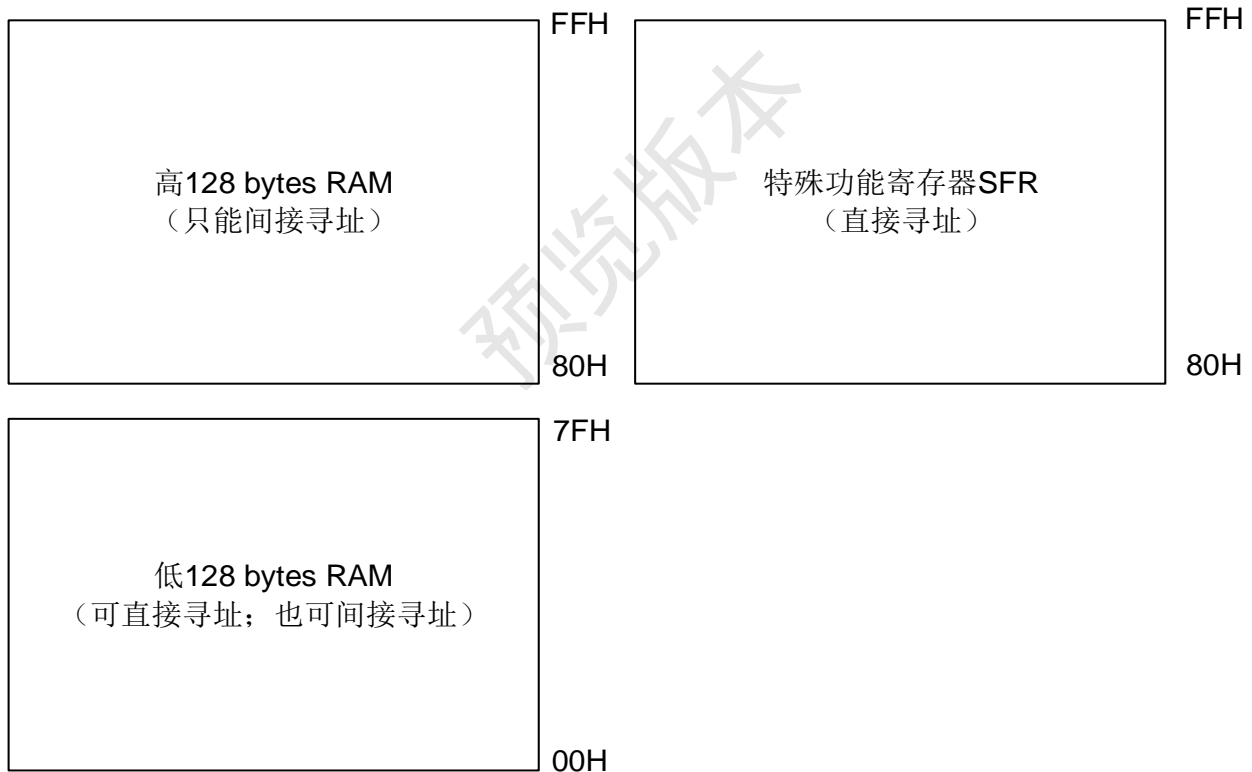 FFH
高128 bytes RAM
（只能间接寻址）
80H
FFH
特殊功能寄存器SFR
（直接寻址）
80H
7FH
低128 bytes RAM
（可直接寻址；也可间接寻址）
00H
预览版本